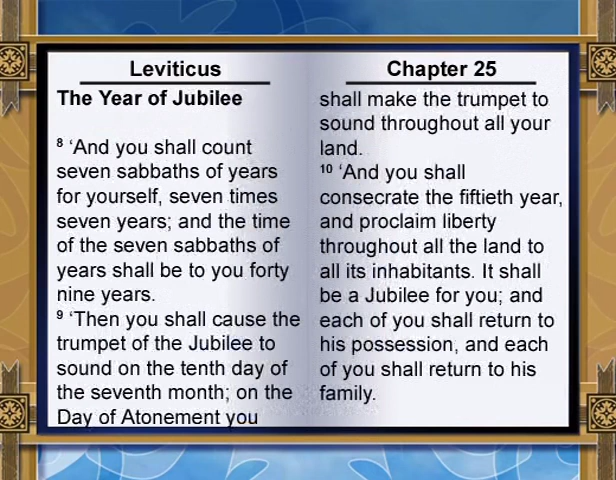 Leviticus
The Year of Jubilee
8 ‘And you shall count
seven sabbaths of years
for yourself, seven times
seven years; and the time
of the seven sabbaths of
years shall be to you forty
nine years.
9 ‘Then you shall cause the
trumpet of the Jubilee to
sound on the tenth day of
the seventh month; on the
Day of Atonement you
Chapter 25
shall make the trumpet to
sound throughout all your
land.
10 ‘And you shall
consecrate the fiftieth year,
and proclaim liberty
throughout all the land to
all its inhabitants. It shall
be a Jubilee for you; and
each of you shall return to
his possession, and each
of you shall return to his
family.